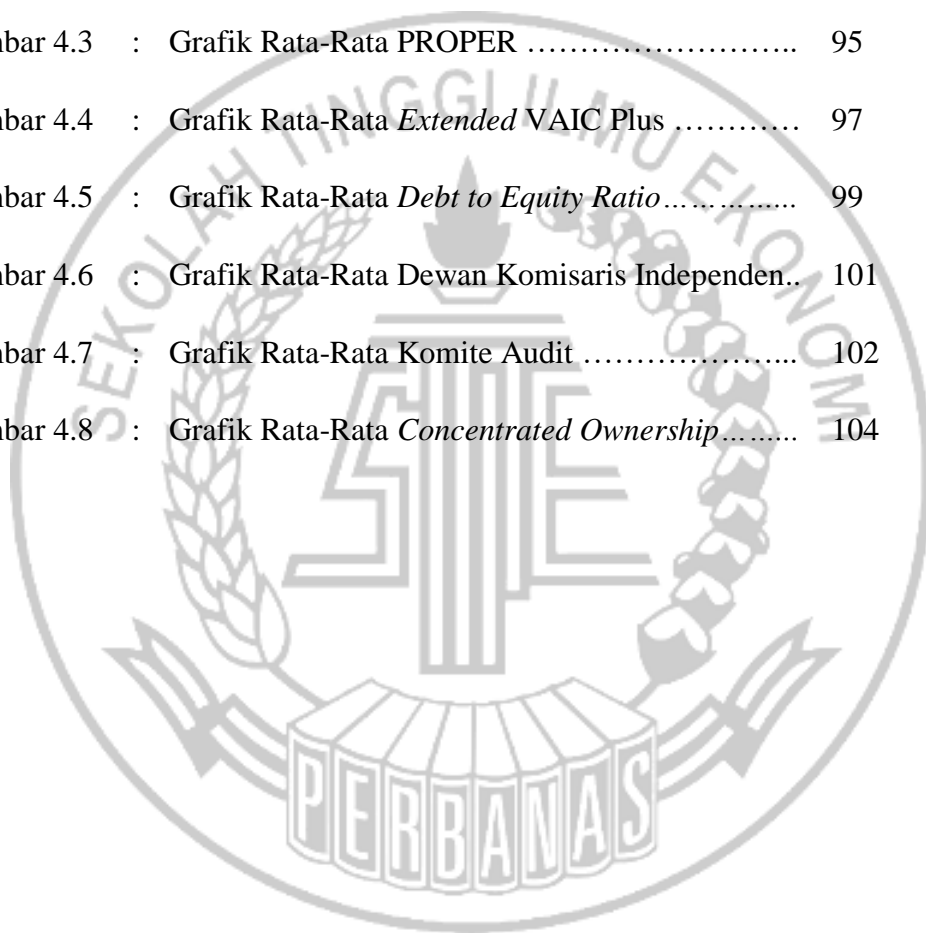 mbar 4.3 : Grafik Rata-Rata PROPER …………………….. 95
mbar 4.4 : Grafik Rata-Rata Extended VAIC Plus ………… 97
mbar 4.5 : Grafik Rata-Rata Debt to Equity Ratio………….. 99
mbar 4.6 : Grafik Rata-Rata Dewan Komisaris Independen.. 101
mbar 4.7 : Grafik Rata-Rata Komite Audit ………………... 102
mbar 4.8 : Grafik Rata-Rata Concentrated Ownership…….. 104
SEKOLAH TINGGI ILMU EKONOMI
STIE
PERBANAS